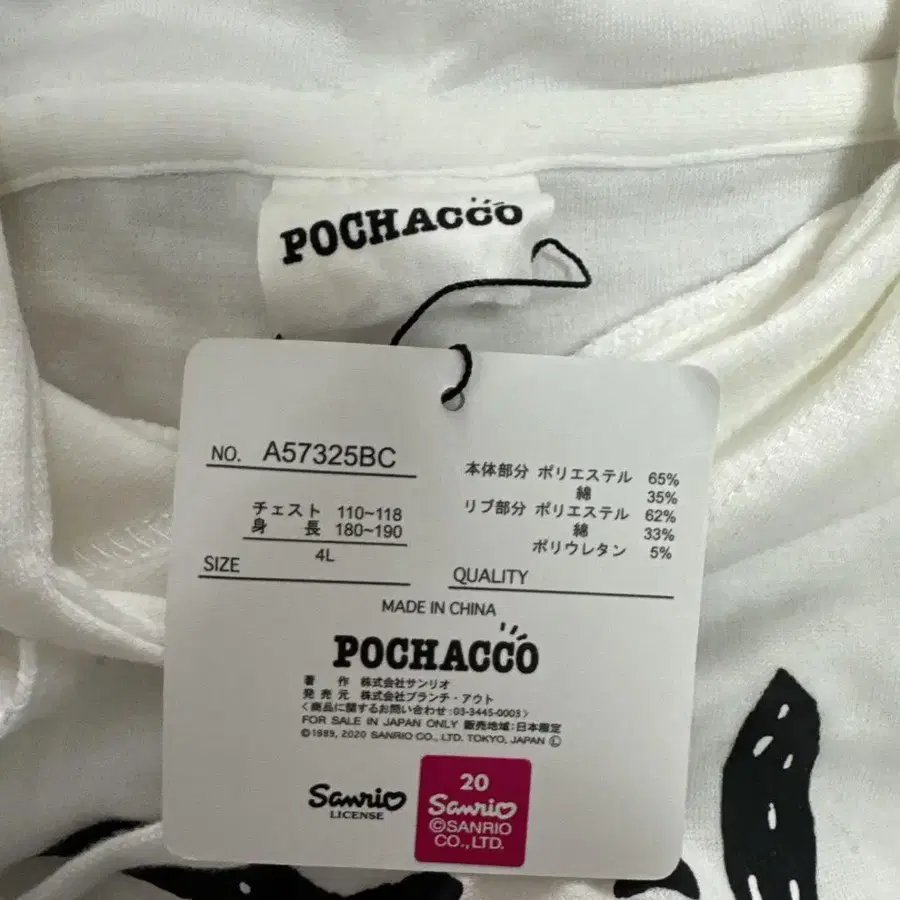 POCHACCO
NO. A57325BC
チェスト 110~118
身 長 180~190
SIZE 4L
本体部分 ポリエステル 65%
綿 35%
リブ部分 ポリエステル 62%
綿 33%
ポリウレタン 5%
QUALITY
MADE IN CHINA
POCHACCO
著 作 株式会社サンリオ
発 売 元 株式会社ブランチ・アウト
〈商品に関するお問い合わせ:03-3445-0003〉
FOR SALE IN JAPAN ONLY 販売地域:日本限定
©1989, 2020 SANRIO CO., LTD. TOKYO, JAPAN Ⓛ
Sanrio
LICENSE
20
Sanrio
©SANRIO
CO.,LTD.